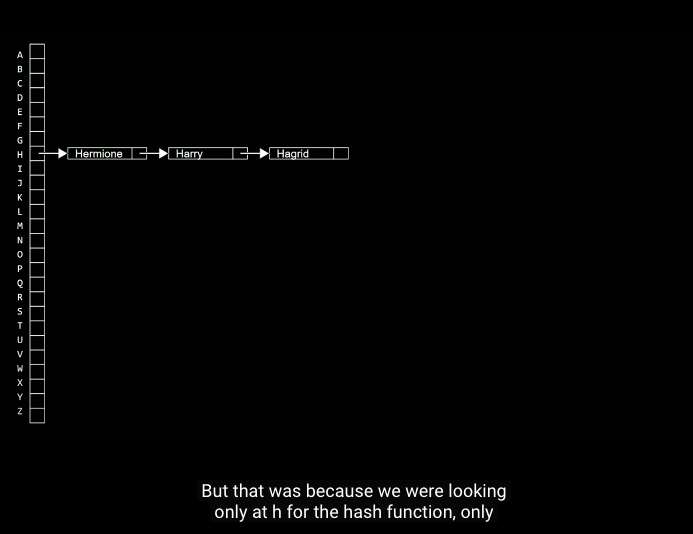 A
B
C
D
E
F
G
H Hermione Harry Hagrid
I
J
K
L
M
N
O
P
Q
R
S
T
U
V
W
X
Y
Z
But that was because we were looking
only at h for the hash function, only